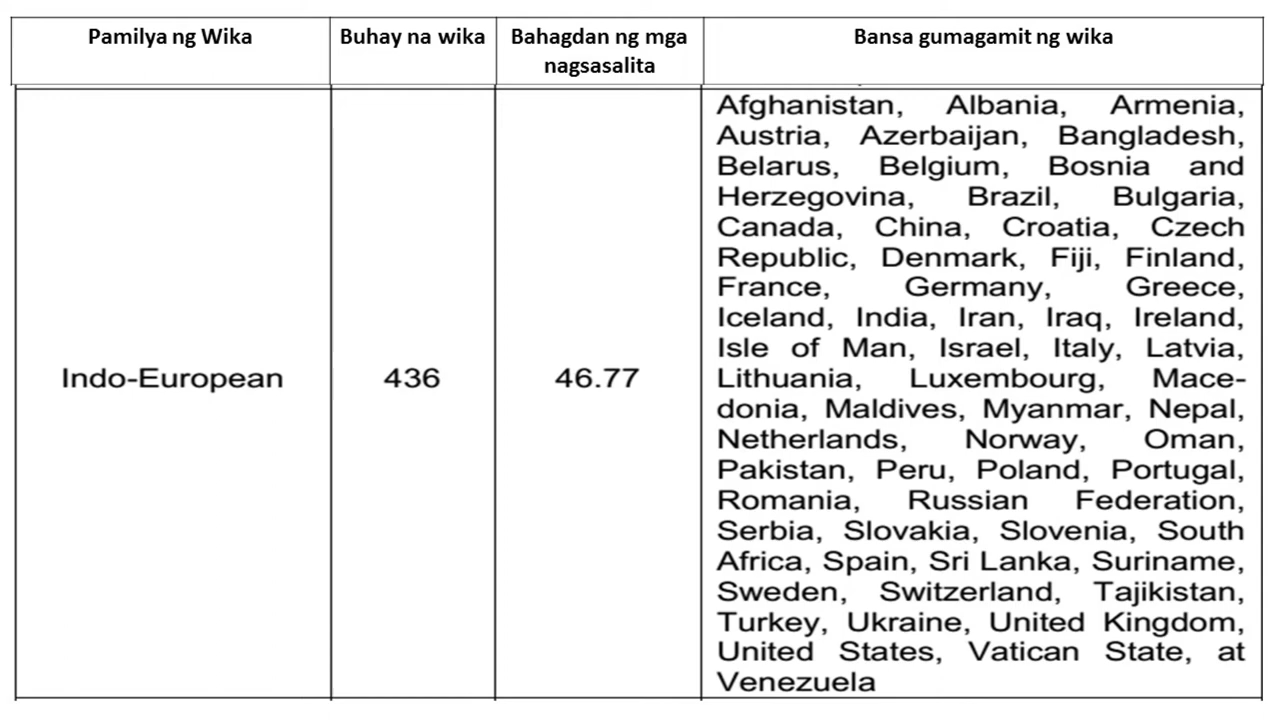 Pamilya ng Wika
Buhay na wika
Bahagdan ng mga
nagsasalita
Bansa gumagamit ng wika
Indo-European
436
46.77
Afghanistan, Albania, Armenia,
Austria, Azerbaijan, Bangladesh,
Belarus, Belgium, Bosnia and
Herzegovina, Brazil, Bulgaria,
Canada, China, Croatia, Czech
Republic, Denmark, Fiji, Finland,
France, Germany, Greece,
Iceland, India, Iran, Iraq, Ireland,
Isle of Man, Israel, Italy, Latvia,
Lithuania, Luxembourg, Mace-
donia, Maldives, Myanmar, Nepal,
Netherlands, Norway, Oman,
Pakistan, Peru, Poland, Portugal,
Romania, Russian Federation,
Serbia, Slovakia, Slovenia, South
Africa, Spain, Sri Lanka, Suriname,
Sweden, Switzerland, Tajikistan,
Turkey, Ukraine, United Kingdom,
United States, Vatican State, at
Venezuela